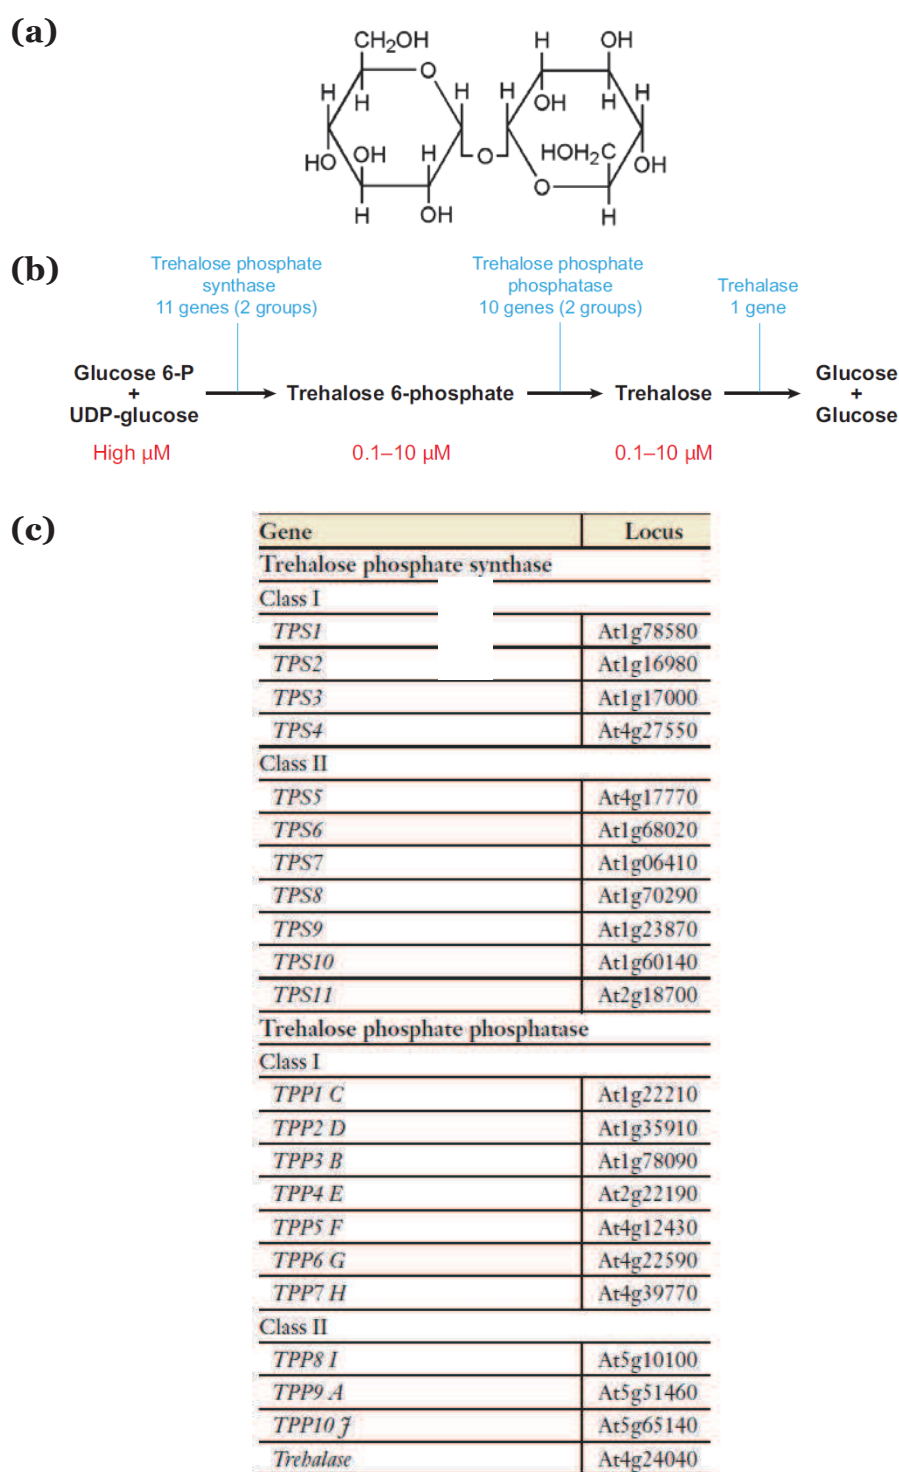 (a)
CH2OH
O
H
H
H
OH
H
HO
H
OH
O
H
OH
H
H
OH
H
H
HOH2C
OH
O
H
(b)
Trehalose phosphate
synthase
11 genes (2 groups)
Trehalose phosphate
phosphatase
10 genes (2 groups)
Trehalase
1 gene
Glucose 6-P
+
UDP-glucose
Trehalose 6-phosphate
Trehalose
Glucose
+
Glucose
High µM
0.1–10 µM
0.1–10 µM
(c)
Gene Locus
Trehalose phosphate synthase
Class I
TPS1 At1g78580
TPS2 At1g16980
TPS3 At1g17000
TPS4 At4g27550
Class II
TPS5 At4g17770
TPS6 At1g68020
TPS7 At1g06410
TPS8 At1g70290
TPS9 At1g23870
TPS10 At1g60140
TPS11 At2g18700
Trehalose phosphate phosphatase
Class I
TPP1 C At1g22210
TPP2 D At1g35910
TPP3 B At1g78090
TPP4 E At2g22190
TPP5 F At4g12430
TPP6 G At4g22590
TPP7 H At4g39770
Class II
TPP8 I At5g10100
TPP9 A At5g51460
TPP10 J At5g65140
Trehalase At4g24040